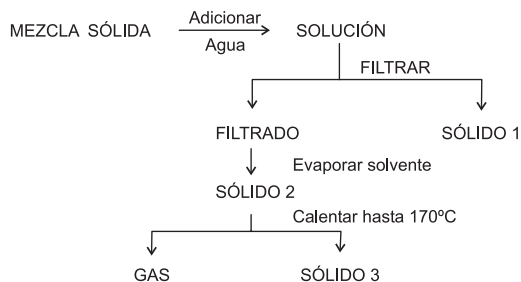 MEZCLA SÓLIDA
Adicionar
Agua
SOLUCIÓN
FILTRAR
FILTRADO
SÓLIDO 1
Evaporar solvente
SÓLIDO 2
Calentar hasta 170ºC
GAS
SÓLIDO 3